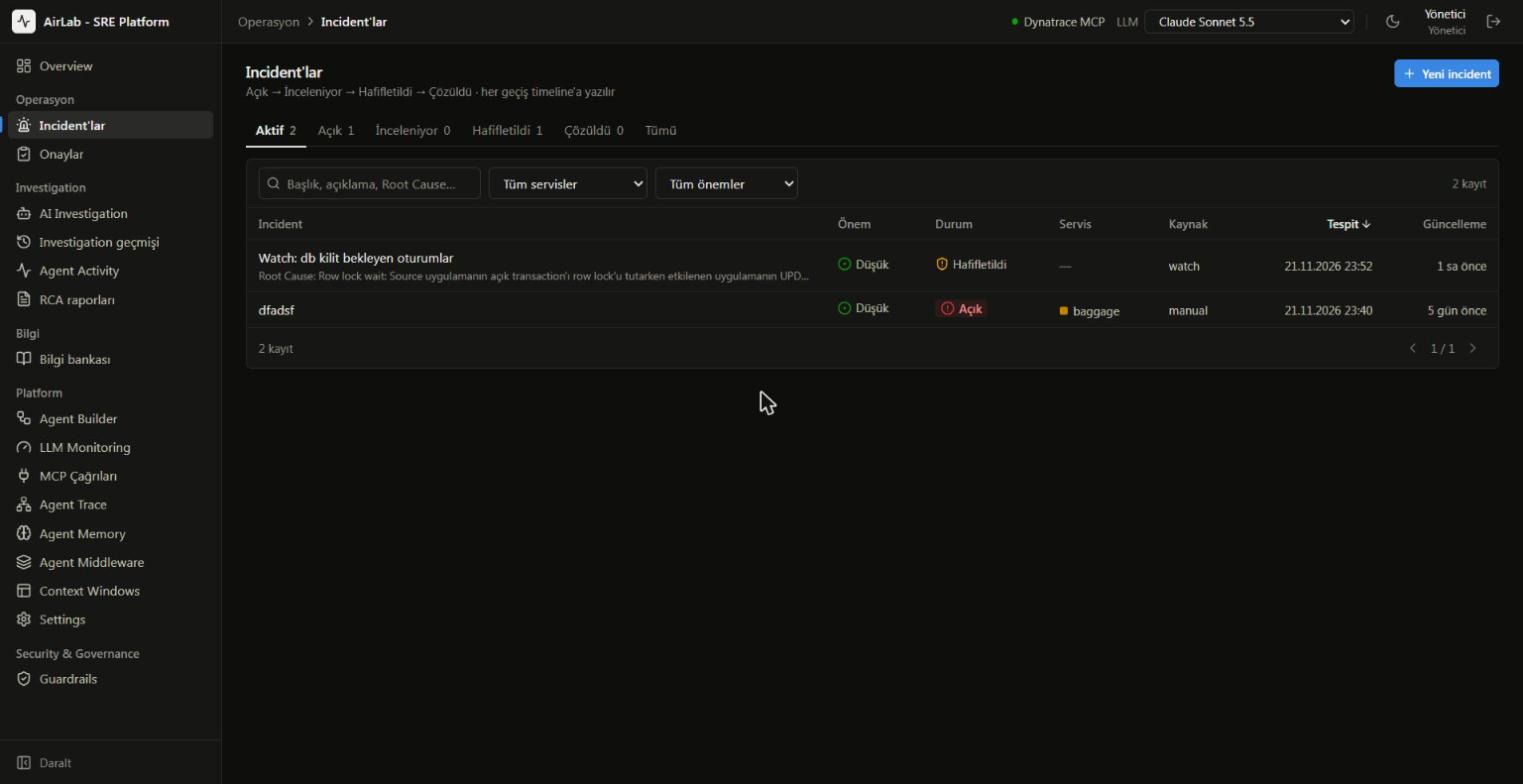 AirLab - SRE Platform
Operasyon > Incident'lar
Dynatrace MCP LLM Claude Sonnet 5.5
Yönetici
Yönetici
Overview
Operasyon
Incident'lar
Onaylar
Investigation
AI Investigation
Investigation geçmişi
Agent Activity
RCA raporları
Bilgi
Bilgi bankası
Platform
Agent Builder
LLM Monitoring
MCP Çağrıları
Agent Trace
Agent Memory
Agent Middleware
Context Windows
Settings
Security & Governance
Guardrails
Daralt
Incident'lar
Açık → İnceleniyor → Hafifletildi → Çözüldü · her geçiş timeline'a yazılır
+ Yeni incident
Aktif 2 Açık 1 İnceleniyor 0 Hafifletildi 1 Çözüldü 0 Tümü
Başlık, açıklama, Root Cause... Tüm servisler Tüm önemler 2 kayıt
Incident Önem Durum Servis Kaynak Tespit ↓ Güncelleme
Watch: db kilit bekleyen oturumlar
Root Cause: Row lock wait: Source uygulamanın açık transaction'ı row lock'u tutarken etkilenen uygulamanın UPD...
Düşük Hafifletildi — watch 21.11.2026 23:52 1 sa önce
dfadsf Düşük Açık baggage manual 21.11.2026 23:40 5 gün önce
2 kayıt < 1 / 1 >